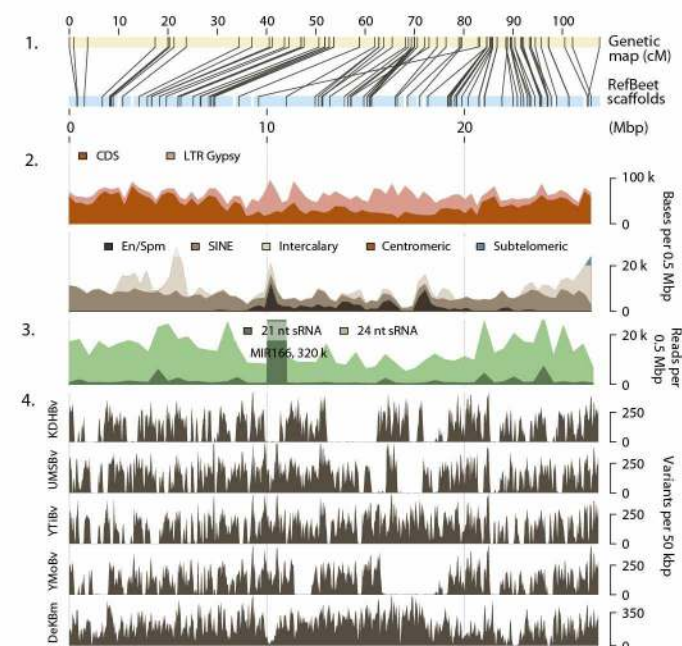 0 10 20 30 40 50 60 70 80 90 100
1.
Genetic
map (cM)
RefBeet
scaffolds
0 10 20 (Mbp)
2.
CDS LTR Gypsy
100 k
0
En/Spm SINE Intercalary Centromeric Subtelomeric
20 k
0
Bases per 0.5 Mbp
3.
21 nt sRNA 24 nt sRNA
MIR166, 320 k
20 k
0
Reads per
0.5 Mbp
4.
KDHBv
250
0
UMSBv
250
0
YTiBv
250
0
YMoBv
250
0
DeKBm
350
0
Variants per 50 kbp